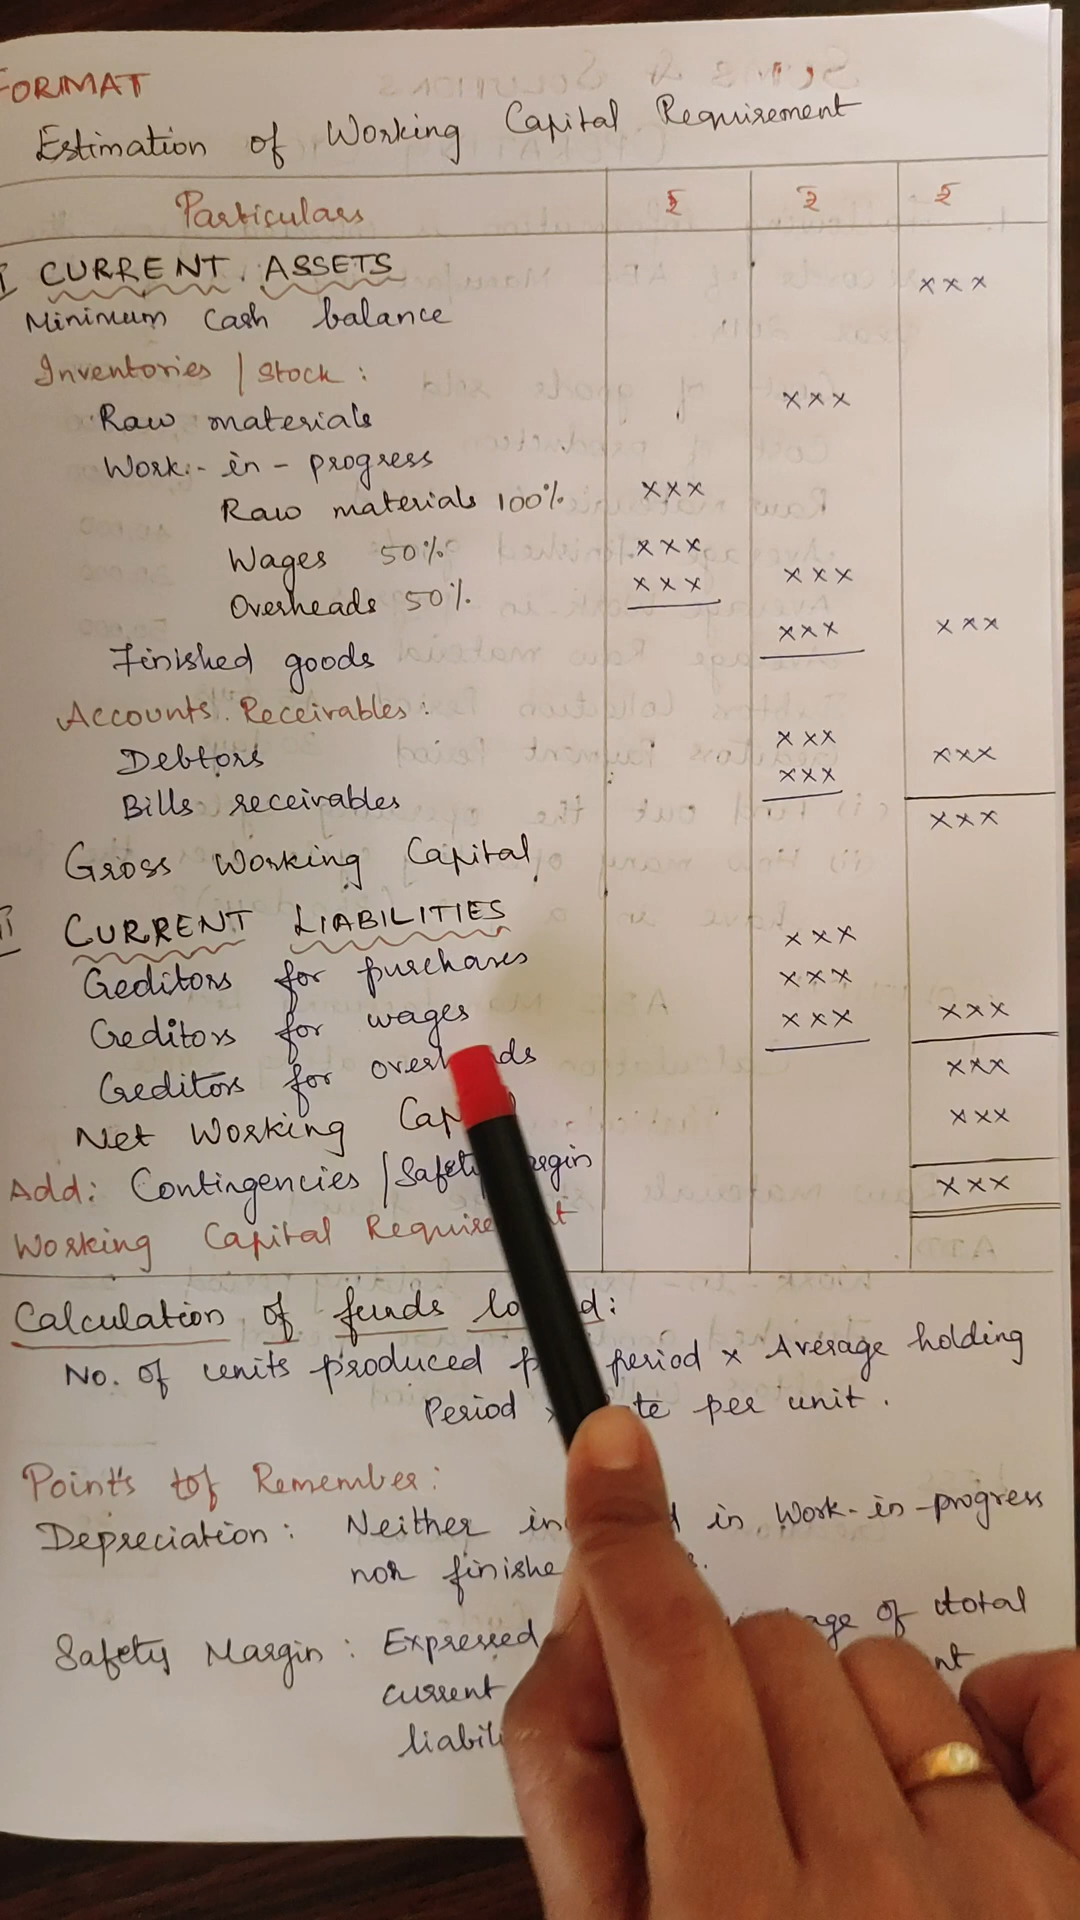 FORMAT
Estimation of Working Capital Requirement
Particulars ₹ ₹ ₹
I CURRENT ASSETS
Minimum cash balance xxx
Inventories / Stock :
Raw materials xxx
Work-in-progress
Raw materials 100% xxx
Wages 50% xxx
Overheads 50% xxx xxx
Finished goods xxx xxx
Accounts Receivables :
Debtors xxx
Bills receivables xxx xxx
Gross Working Capital xxx
II CURRENT LIABILITIES
Creditors for purchases xxx
Creditors for wages xxx
Creditors for xxx xxx
Net Working xxx
Add: Contingencies / xxx
Working Capital xxx
Calculation of funds
No. of units produced period x Average holding
Period per unit.
Points to Remember:
Depreciation: Neither in Work-in-progress
nor
Safety Margin: Expressed of total
current